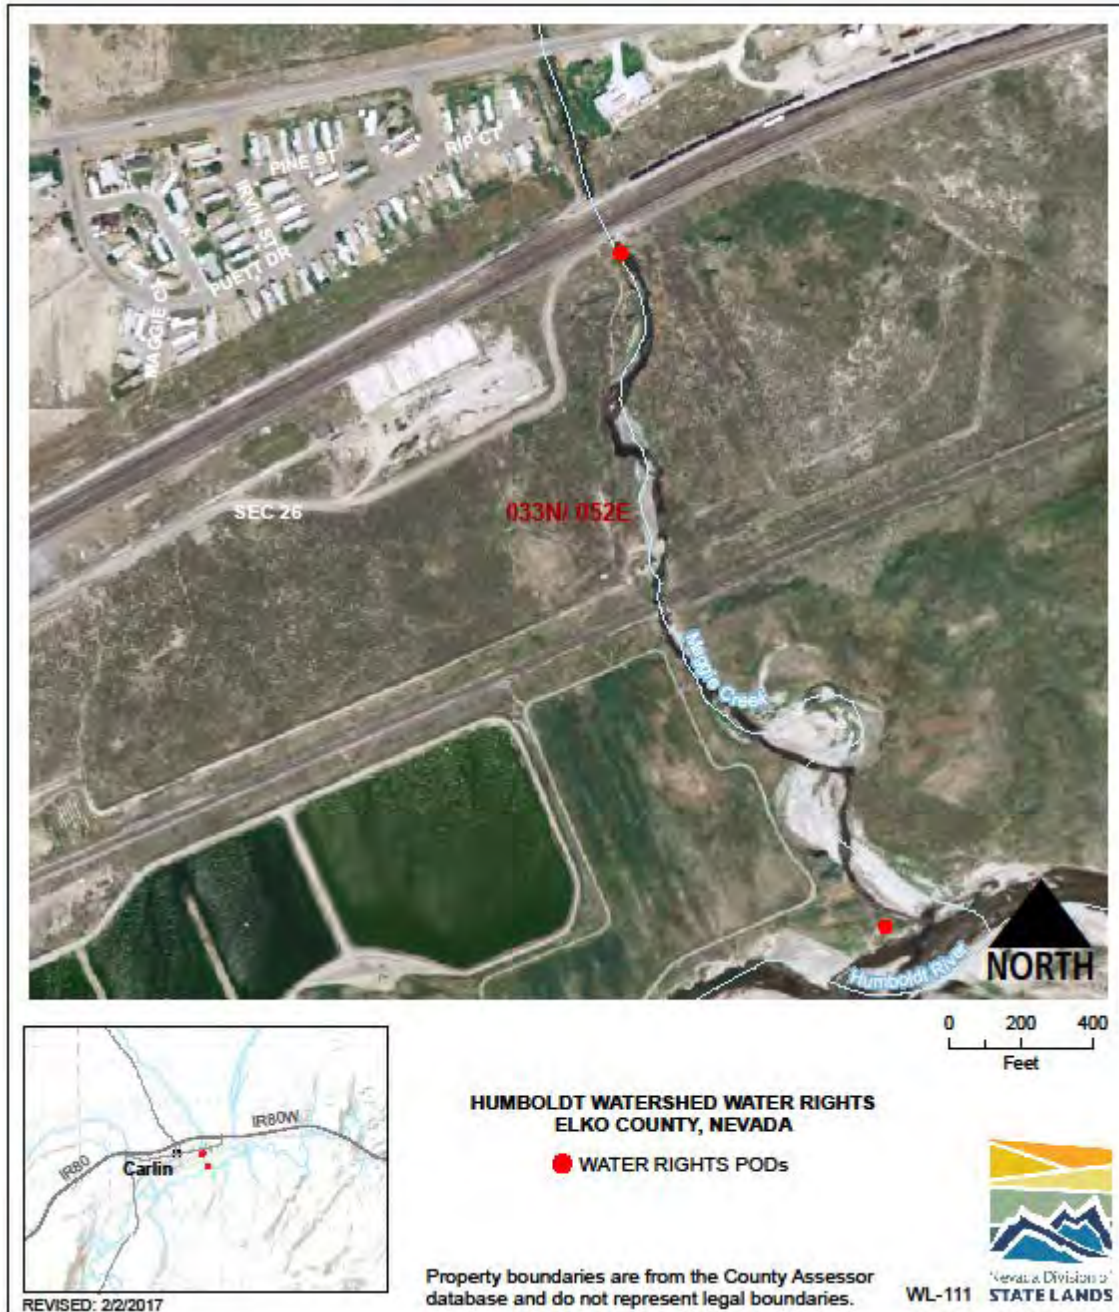 PINE ST
RIP CT
IRVIN ST
PUETT DR
MAGGIE CT
SEC 26
033N/ 052E
Maggie Creek
Humboldt River
NORTH
0 200 400
Feet
IR80W
IR80
Carlin
HUMBOLDT WATERSHED WATER RIGHTS
ELKO COUNTY, NEVADA
WATER RIGHTS PODs
Property boundaries are from the County Assessor
database and do not represent legal boundaries.
WL-111
Nevada Division of
STATE LANDS
REVISED: 2/2/2017